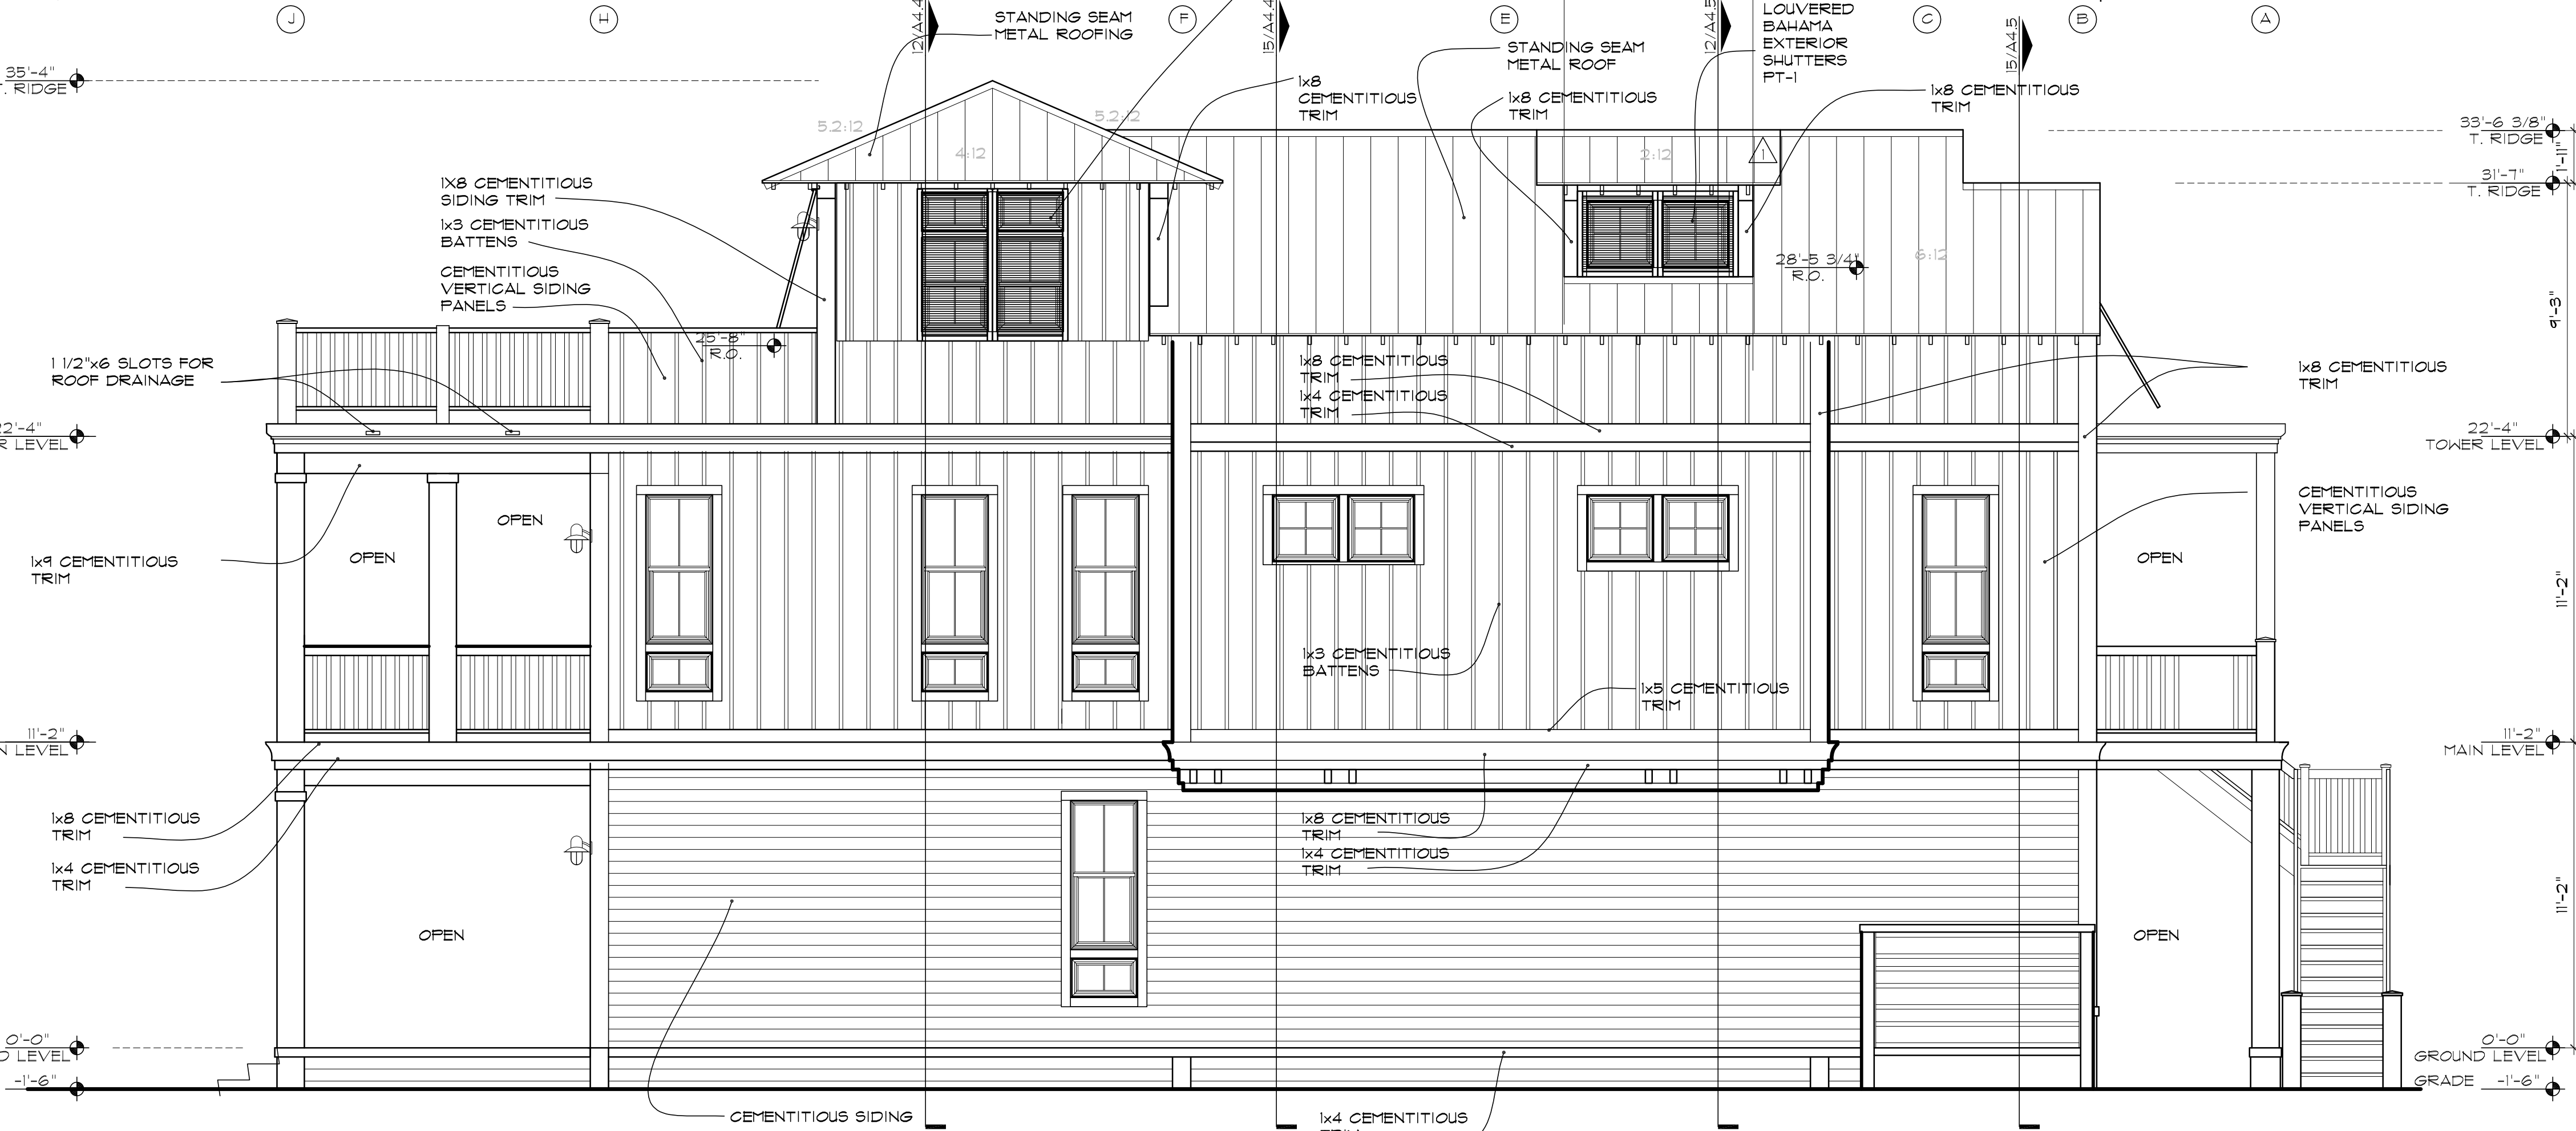 J
H
12/A4.4
STANDING SEAM
METAL ROOFING
F
15/A4.4
E
12/A4.5
LOUVERED
BAHAMA
EXTERIOR
SHUTTERS
PT-1
C
15/A4.5
B
A
35'-4"
T. RIDGE
STANDING SEAM
METAL ROOF
1x8
CEMENTITIOUS
TRIM
1x8 CEMENTITIOUS
TRIM
1x8 CEMENTITIOUS
TRIM
5.2:12
5.2:12
4:12
2:12
1
33'-6 3/8"
T. RIDGE
1'-11"
31'-7"
T. RIDGE
1X8 CEMENTITIOUS
SIDING TRIM
1x3 CEMENTITIOUS
BATTENS
CEMENTITIOUS
VERTICAL SIDING
PANELS
28'-5 3/4"
R.O.
6:12
9'-3"
25'-8"
R.O.
1 1/2"x6 SLOTS FOR
ROOF DRAINAGE
1x8 CEMENTITIOUS
TRIM
1x4 CEMENTITIOUS
TRIM
1x8 CEMENTITIOUS
TRIM
22'-4"
R LEVEL
22'-4"
TOWER LEVEL
OPEN
OPEN
OPEN
CEMENTITIOUS
VERTICAL SIDING
PANELS
1x9 CEMENTITIOUS
TRIM
11'-2"
1x3 CEMENTITIOUS
BATTENS
1x5 CEMENTITIOUS
TRIM
11'-2"
N LEVEL
11'-2"
MAIN LEVEL
1x8 CEMENTITIOUS
TRIM
1x4 CEMENTITIOUS
TRIM
1x8 CEMENTITIOUS
TRIM
1x4 CEMENTITIOUS
TRIM
11'-2"
OPEN
OPEN
0'-0"
D LEVEL
-1'-6"
0'-0"
GROUND LEVEL
GRADE -1'-6"
CEMENTITIOUS SIDING
1x4 CEMENTITIOUS
TRIM